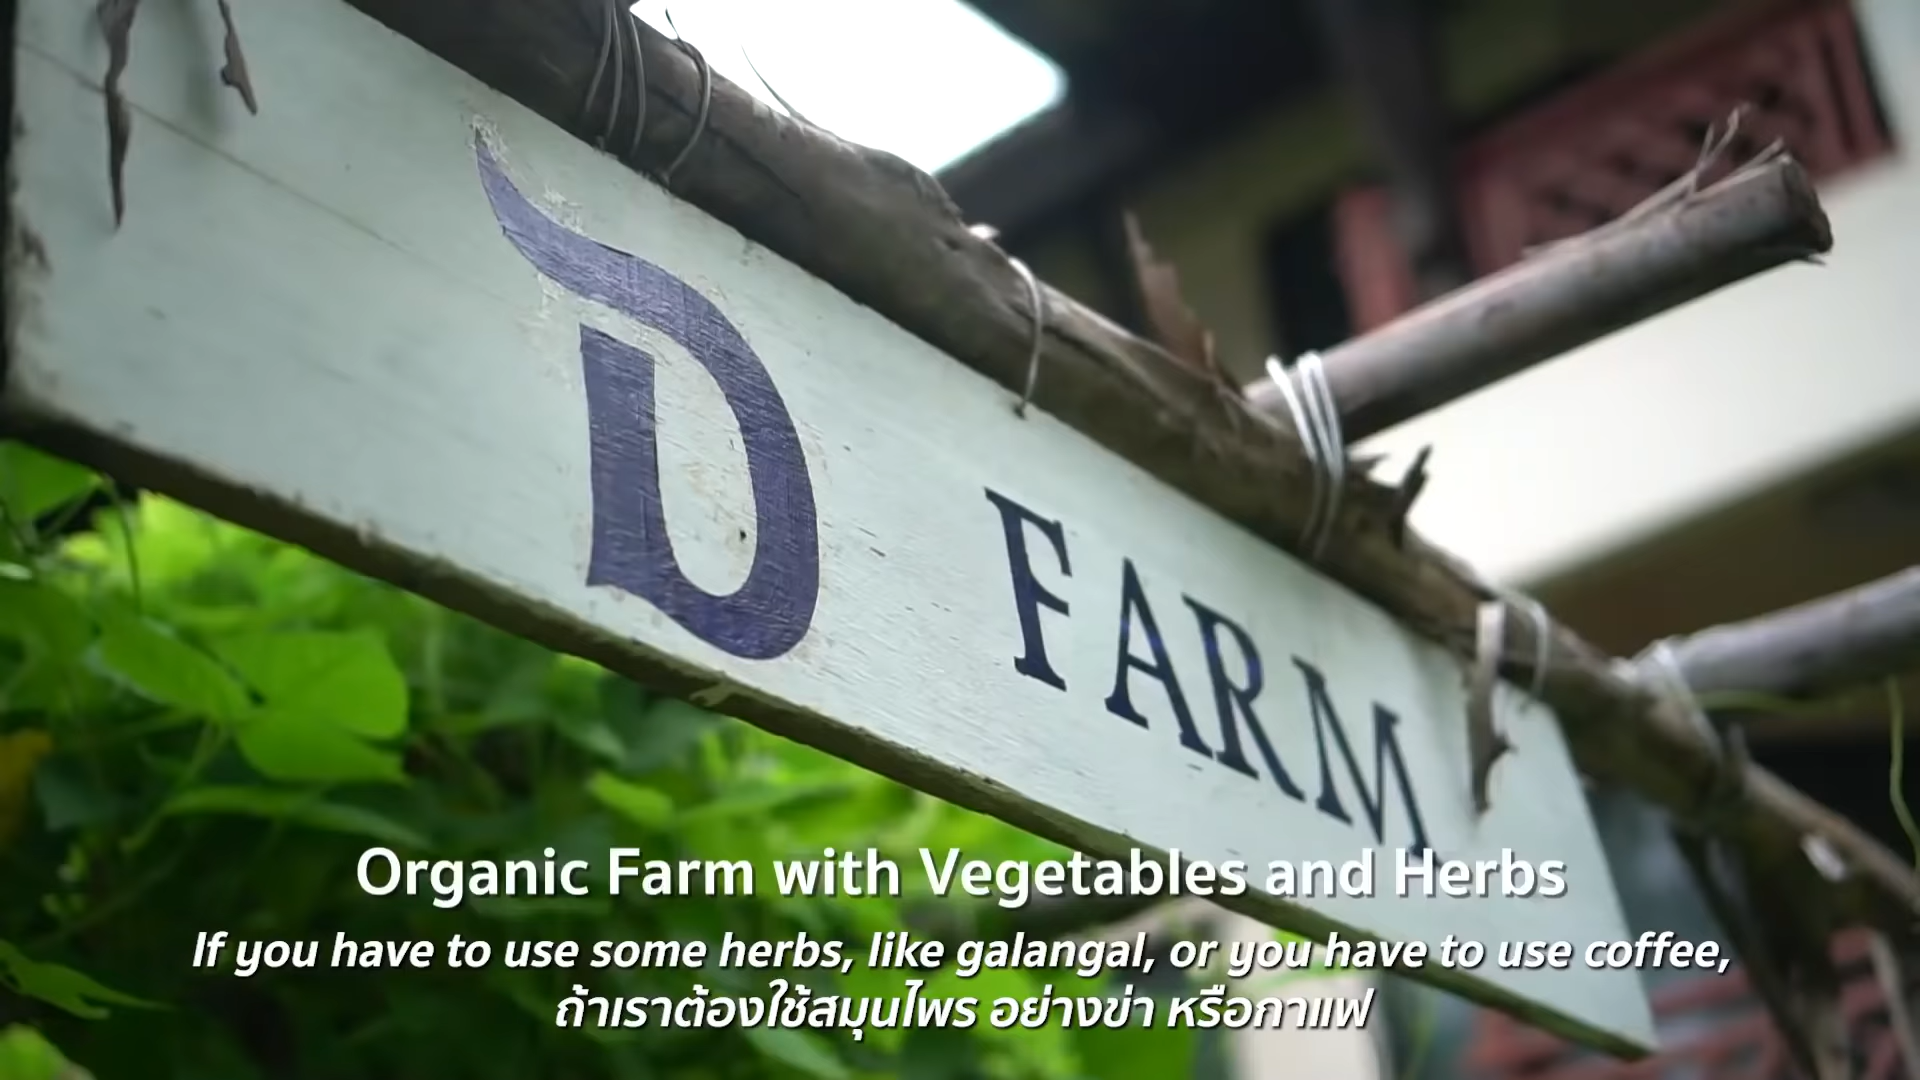 D FARM
Organic Farm with Vegetables and Herbs
If you have to use some herbs, like galangal, or you have to use coffee,
ถ้าเราต้องใช้สมุนไพร อย่างข่า หรือกาแฟ